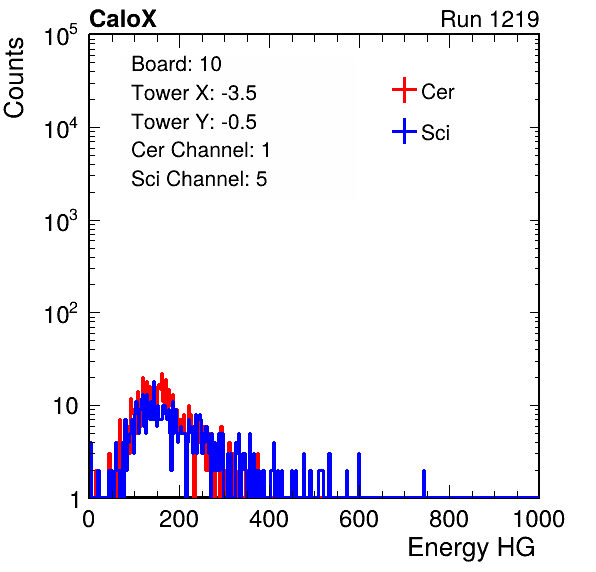 CaloX Run 1219
Counts
10^5
10^4
10^3
10^2
10
1
Board: 10
Tower X: -3.5
Tower Y: -0.5
Cer Channel: 1
Sci Channel: 5
Cer
Sci
0 200 400 600 800 1000
Energy HG